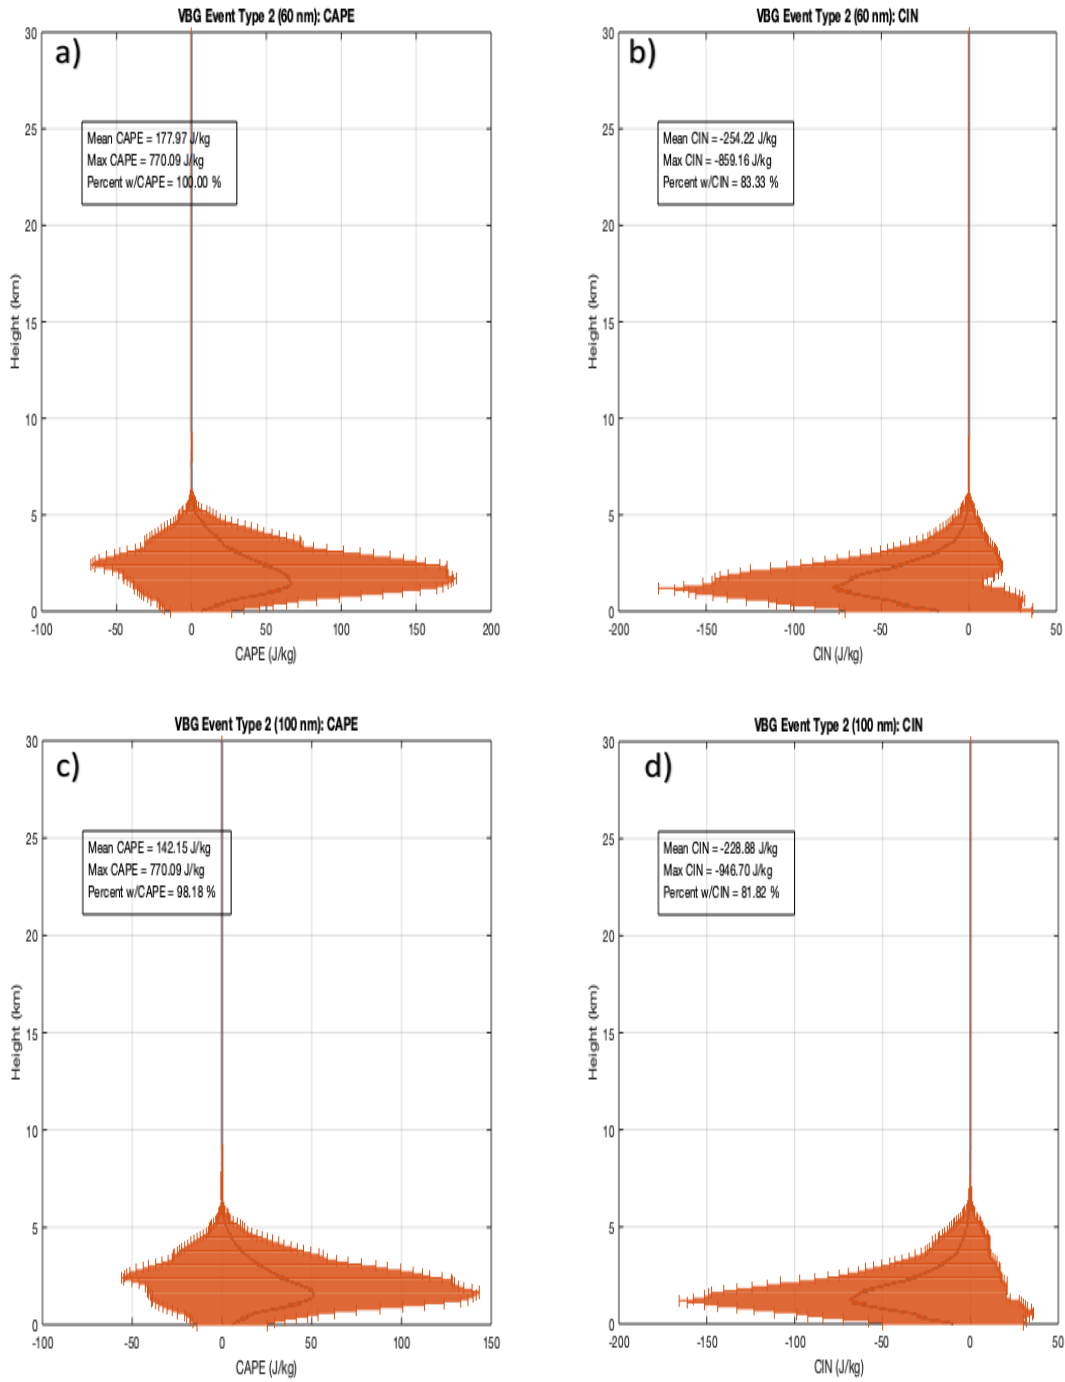 VBG Event Type 2 (60 nm): CAPE
a)
Mean CAPE = 177.97 J/kg
Max CAPE = 770.09 J/kg
Percent w/CAPE = 100.00 %
30
25
20
15
10
5
0
Height (km)
-100 -50 0 50 100 150 200
CAPE (J/kg)
VBG Event Type 2 (60 nm): CIN
b)
Mean CIN = -254.22 J/kg
Max CIN = -859.16 J/kg
Percent w/CIN = 83.33 %
30
25
20
15
10
5
0
Height (km)
-200 -150 -100 -50 0 50
CIN (J/kg)
VBG Event Type 2 (100 nm): CAPE
c)
Mean CAPE = 142.15 J/kg
Max CAPE = 770.09 J/kg
Percent w/CAPE = 98.18 %
30
25
20
15
10
5
0
Height (km)
-100 -50 0 50 100 150
CAPE (J/kg)
VBG Event Type 2 (100 nm): CIN
d)
Mean CIN = -228.88 J/kg
Max CIN = -946.70 J/kg
Percent w/CIN = 81.82 %
30
25
20
15
10
5
0
Height (km)
-200 -150 -100 -50 0 50
CIN (J/kg)